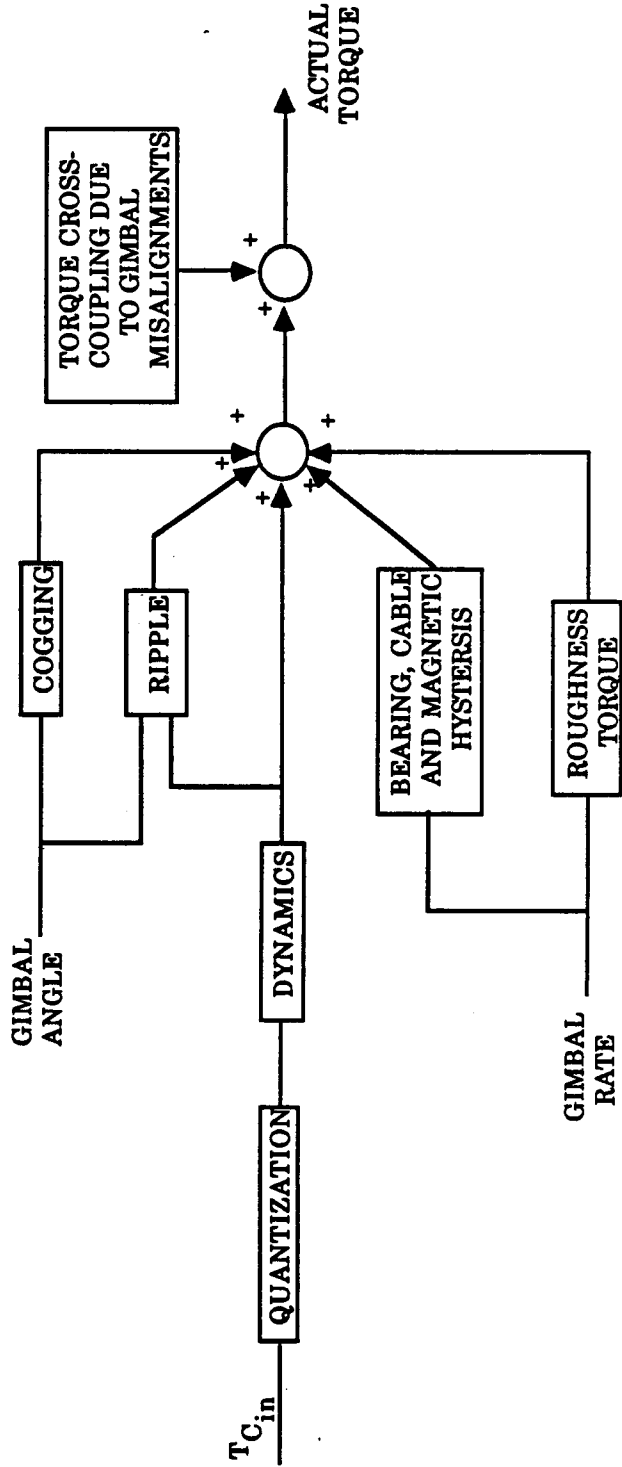 T_C_in
QUANTIZATION
DYNAMICS
GIMBAL
ANGLE
COGGING
RIPPLE
GIMBAL
RATE
BEARING, CABLE
AND MAGNETIC
HYSTERSIS
ROUGHNESS
TORQUE
+
+
+
+
+
TORQUE CROSS-
COUPLING DUE
TO GIMBAL
MISALIGNMENTS
+
+
ACTUAL
TORQUE